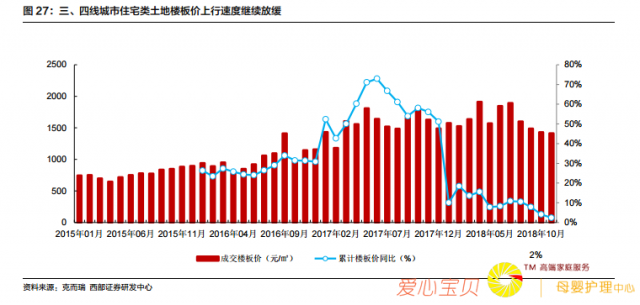 图 27：三、四线城市住宅类土地楼板价上行速度继续放缓
2500 80%
2000 70%
60%
1500 50%
40%
1000 30%
500 20%
10%
0 0%
2015年01月 2015年06月 2015年11月 2016年04月 2016年09月 2017年02月 2017年07月 2017年12月 2018年05月 2018年10月
成交楼板价（元/㎡） 累计楼板价同比（%）
2%
TM 高端家庭服务
资料来源：克而瑞 西部证券研发中心
爱心宝贝 母婴护理中心